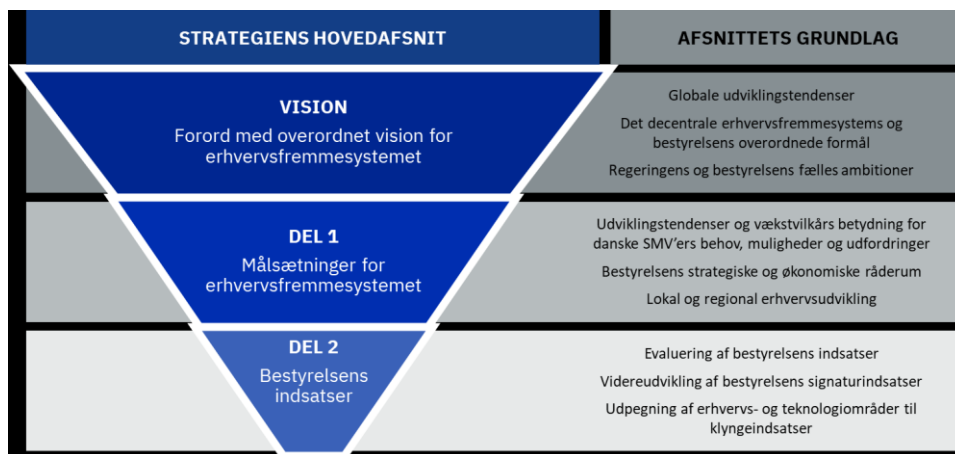 STRATEGIENS HOVEDAFSNIT
AFSNITTETS GRUNDLAG
VISION
Forord med overordnet vision for
erhvervsfremmesystemet
Globale udviklingstendenser
Det decentrale erhvervsfremmesystems og
bestyrelsens overordnede formål
Regeringens og bestyrelsens fælles ambitioner
DEL 1
Målsætninger for
erhvervsfremmesystemet
Udviklingstendenser og vækstvilkårs betydning for
danske SMV'ers behov, muligheder og udfordringer
Bestyrelsens strategiske og økonomiske råderum
Lokal og regional erhvervsudvikling
DEL 2
Bestyrelsens
indsatser
Evaluering af bestyrelsens indsatser
Videreudvikling af bestyrelsens signaturindsatser
Udpegning af erhvervs- og teknologiområder til
klyngeindsatser